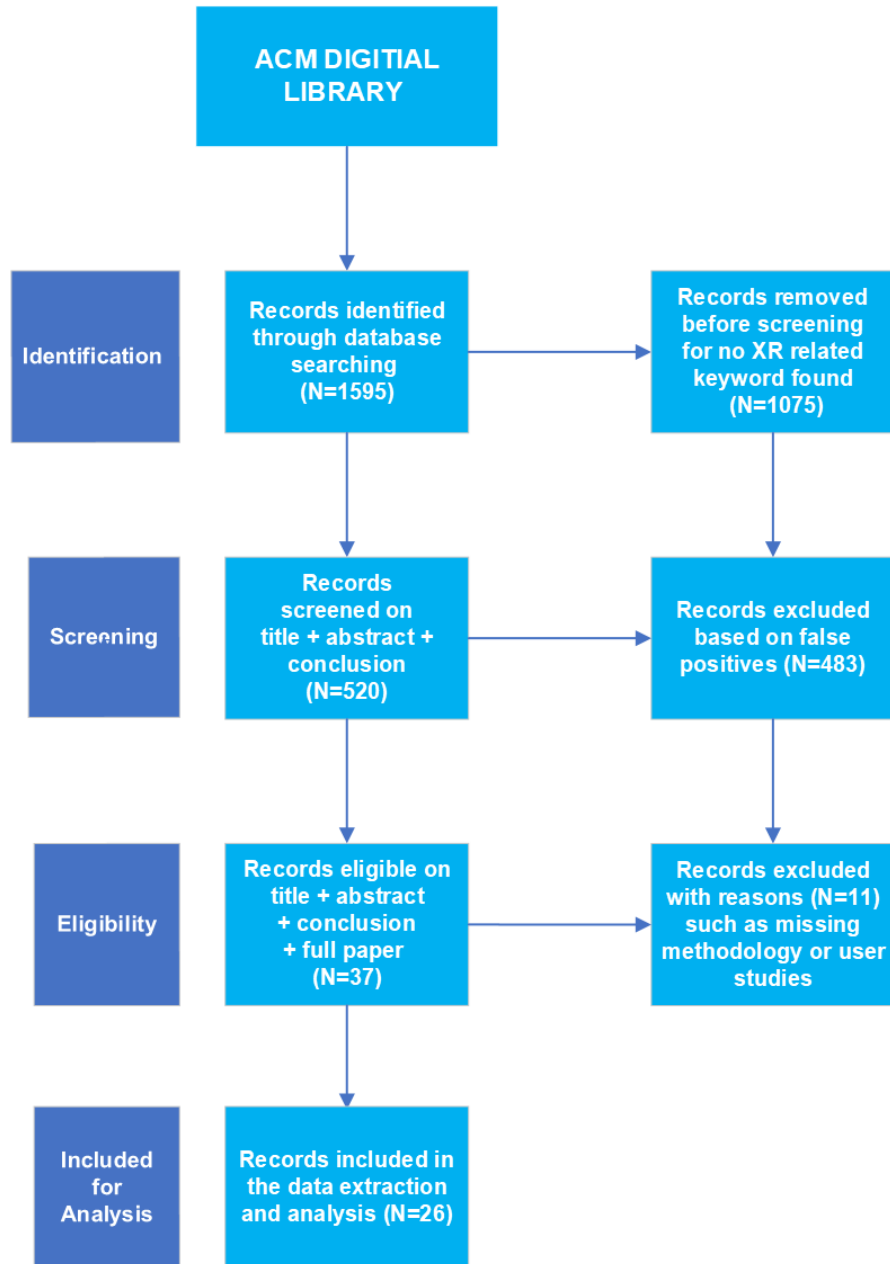 ACM DIGITIAL
LIBRARY
Identification
Records identified
through database
searching
(N=1595)
Records removed
before screening
for no XR related
keyword found
(N=1075)
Screening
Records
screened on
title + abstract +
conclusion
(N=520)
Records excluded
based on false
positives (N=483)
Eligibility
Records eligible on
title + abstract
+ conclusion
+ full paper
(N=37)
Records excluded
with reasons (N=11)
such as missing
methodology or user
studies
Included
for
Analysis
Records included in
the data extraction
and analysis (N=26)